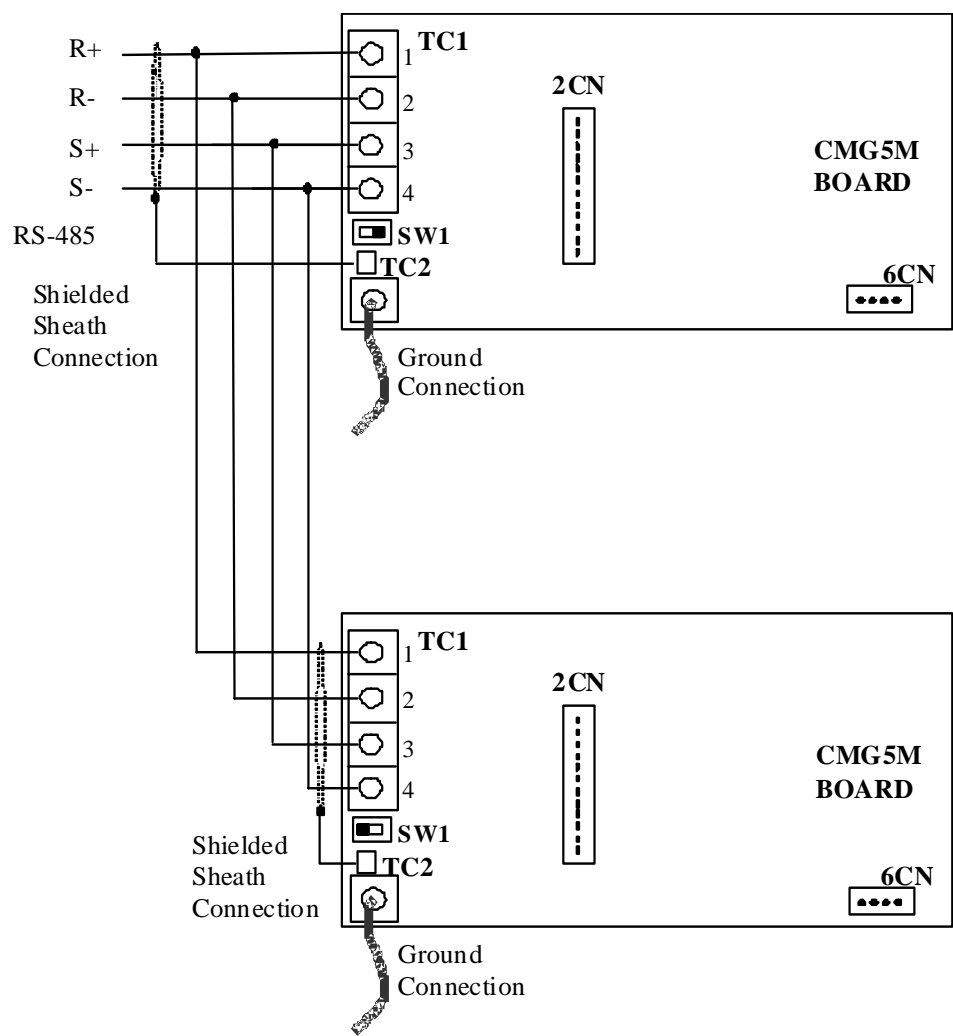 R+
R-
S+
S-
RS-485
Shielded
Sheath
Connection
1 TC1
2
3
4
SW1
TC2
2CN
CMG5M
BOARD
6CN
Ground
Connection
1 TC1
2
3
4
SW1
TC2
2CN
CMG5M
BOARD
6CN
Shielded
Sheath
Connection
Ground
Connection